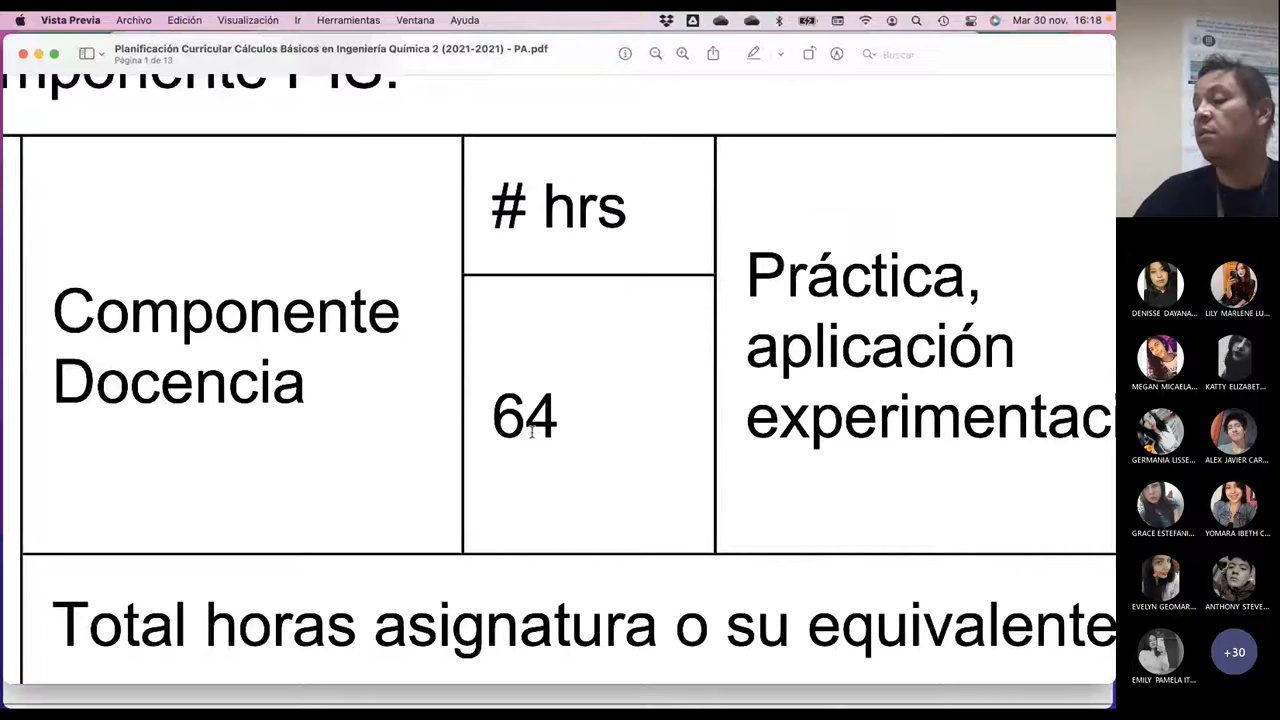 Vista Previa Archivo Edición Visualización Ir Herramientas Ventana Ayuda Mar 30 nov. 16:18
Planificación Curricular Cálculos Básicos en Ingeniería Química 2 (2021-2021) - PA.pdf
Página 1 de 13
Buscar
# hrs
Componente
Docencia
64
Práctica,
aplicación
experimentaci
Total horas asignatura o su equivalente
DENISSE DAYANA...
LILY MARLENE LU...
MEGAN MICAELA...
KATTY ELIZABET...
GERMANIA LISSE...
ALEX JAVIER CAR...
GRACE ESTEFANI...
YOMARA IBETH C...
EVELYN GEOMAR...
ANTHONY STEVE...
EMILY PAMELA IT...
+30